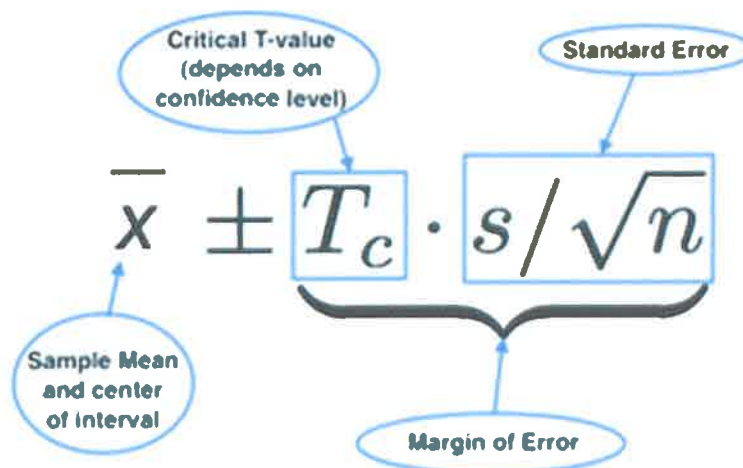 Critical T-value
(depends on
confidence level)
Standard Error
x̅ ± T_c · s/√n
Sample Mean
and center
of interval
Margin of Error